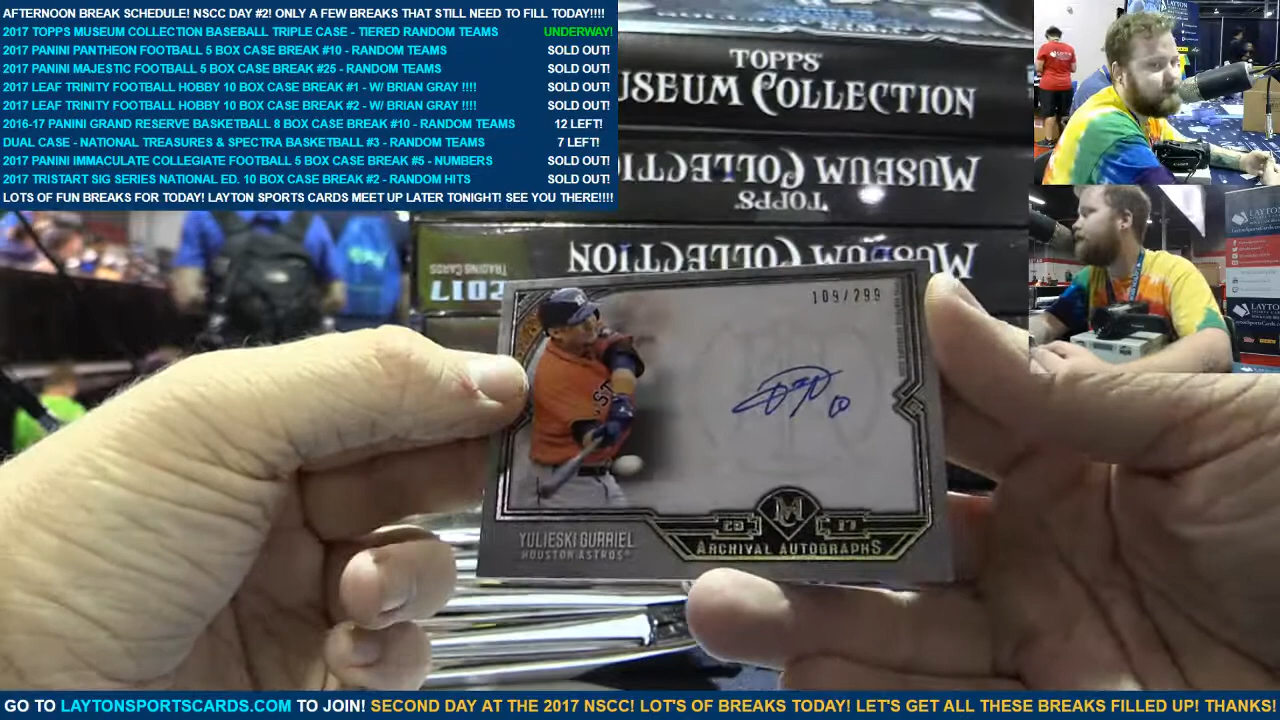 AFTERNOON BREAK SCHEDULE! NSCC DAY #2! ONLY A FEW BREAKS THAT STILL NEED TO FILL TODAY!!!!
2017 TOPPS MUSEUM COLLECTION BASEBALL TRIPLE CASE - TIERED RANDOM TEAMS UNDERWAY!
2017 PANINI PANTHEON FOOTBALL 5 BOX CASE BREAK #10 - RANDOM TEAMS SOLD OUT!
2017 PANINI MAJESTIC FOOTBALL 5 BOX CASE BREAK #25 - RANDOM TEAMS SOLD OUT!
2017 LEAF TRINITY FOOTBALL HOBBY 10 BOX CASE BREAK #1 - W/ BRIAN GRAY !!!! SOLD OUT!
2017 LEAF TRINITY FOOTBALL HOBBY 10 BOX CASE BREAK #2 - W/ BRIAN GRAY !!!! SOLD OUT!
2016-17 PANINI GRAND RESERVE BASKETBALL 8 BOX CASE BREAK #10 - RANDOM TEAMS 12 LEFT!
DUAL CASE - NATIONAL TREASURES & SPECTRA BASKETBALL #3 - RANDOM TEAMS 7 LEFT!
2017 PANINI IMMACULATE COLLEGIATE FOOTBALL 5 BOX CASE BREAK #5 - NUMBERS SOLD OUT!
2017 TRISTART SIG SERIES NATIONAL ED. 10 BOX CASE BREAK #2 - RANDOM HITS SOLD OUT!
LOTS OF FUN BREAKS FOR TODAY! LAYTON SPORTS CARDS MEET UP LATER TONIGHT! SEE YOU THERE!!!!
TOPPS
MUSEUM COLLECTION
MUSEUM COLLECTION
TOPPS
MUSEUM COLLECTION
TRADING CARDS
2017
109/299
10
20 17
YULIESKI GURRIEL
HOUSTON ASTROS
ARCHIVAL AUTOGRAPHS
LAYTON
GO TO LAYTONSPORTSCARDS.COM TO JOIN! SECOND DAY AT THE 2017 NSCC! LOT'S OF BREAKS TODAY! LET'S GET ALL THESE BREAKS FILLED UP! THANKS!